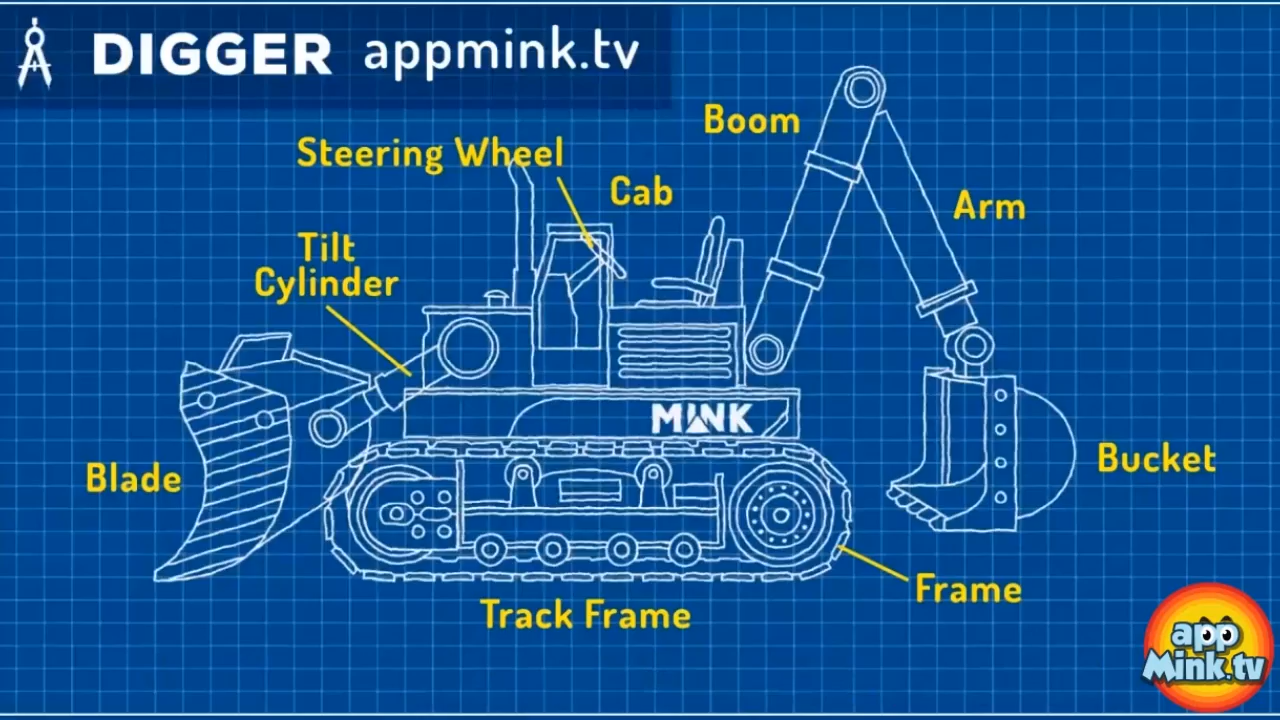 DIGGER appmink.tv
Boom
Steering Wheel
Cab
Arm
Tilt
Cylinder
MINK
Blade
Bucket
Frame
Track Frame
app
Mink.tv